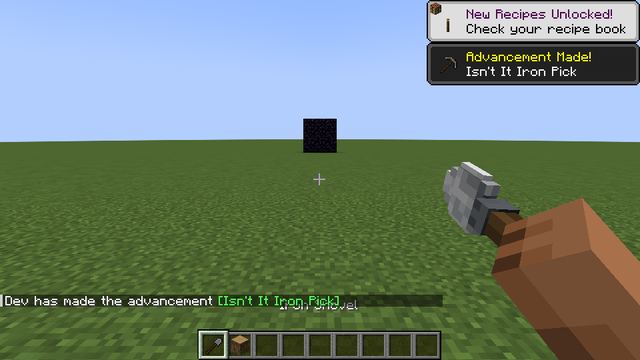 New Recipes Unlocked!
Check your recipe book
Advancement Made!
Isn't It Iron Pick
Dev has made the advancement [Isn't It Iron Pick]
Iron Shovel